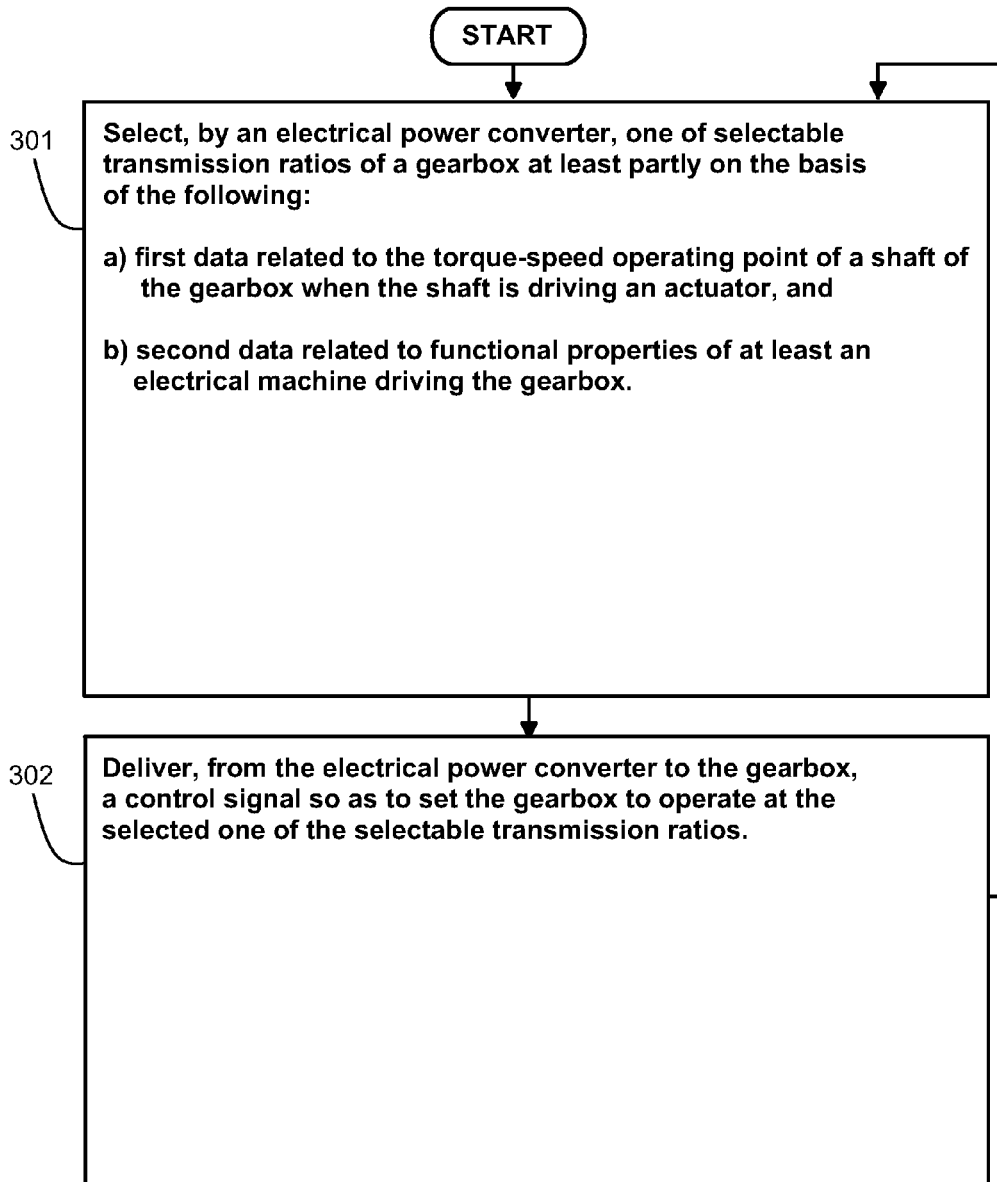 START
301
Select, by an electrical power converter, one of selectable
transmission ratios of a gearbox at least partly on the basis
of the following:
a) first data related to the torque-speed operating point of a shaft of
the gearbox when the shaft is driving an actuator, and
b) second data related to functional properties of at least an
electrical machine driving the gearbox.
302
Deliver, from the electrical power converter to the gearbox,
a control signal so as to set the gearbox to operate at the
selected one of the selectable transmission ratios.